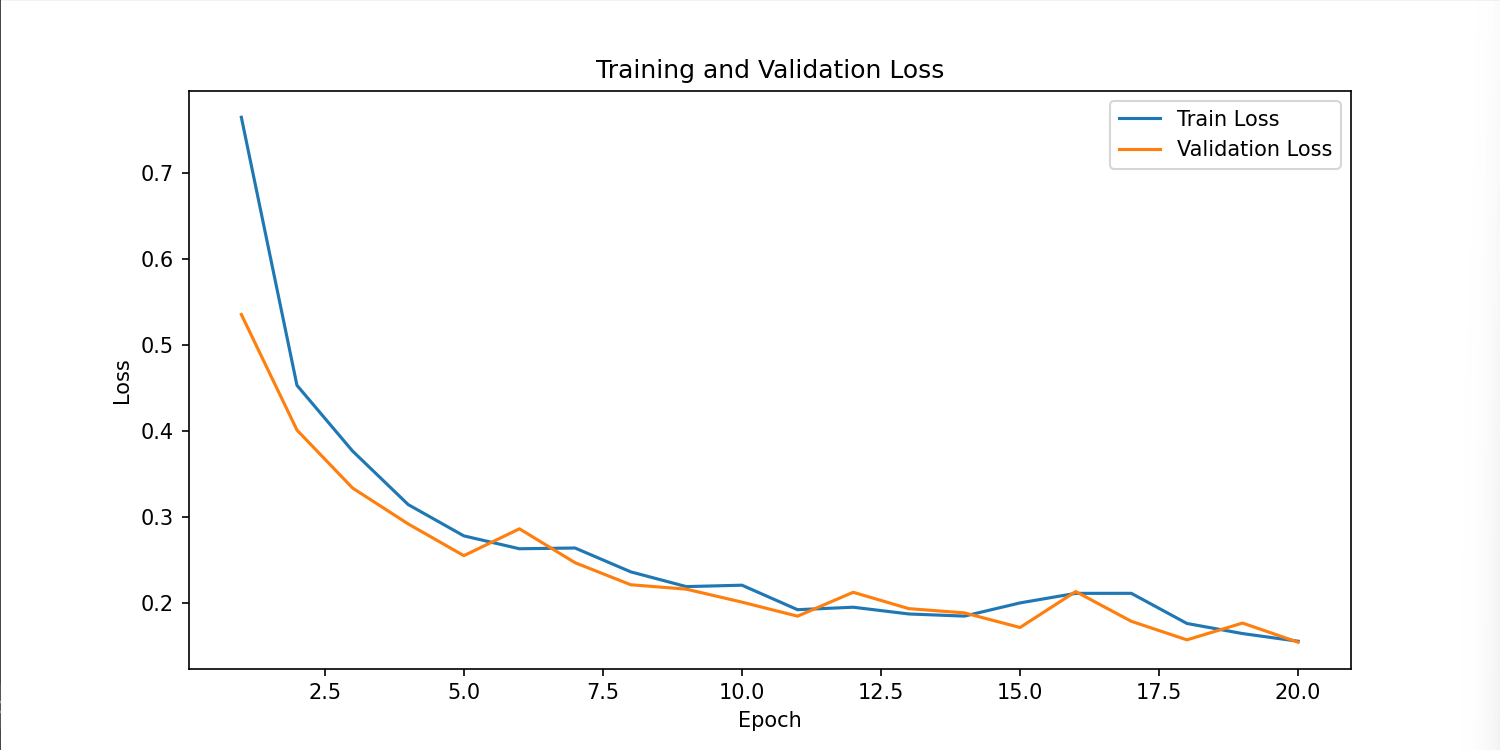 Training and Validation Loss
Train Loss
Validation Loss
0.7
0.6
0.5
0.4
0.3
0.2
Loss
2.5 5.0 7.5 10.0 12.5 15.0 17.5 20.0
Epoch